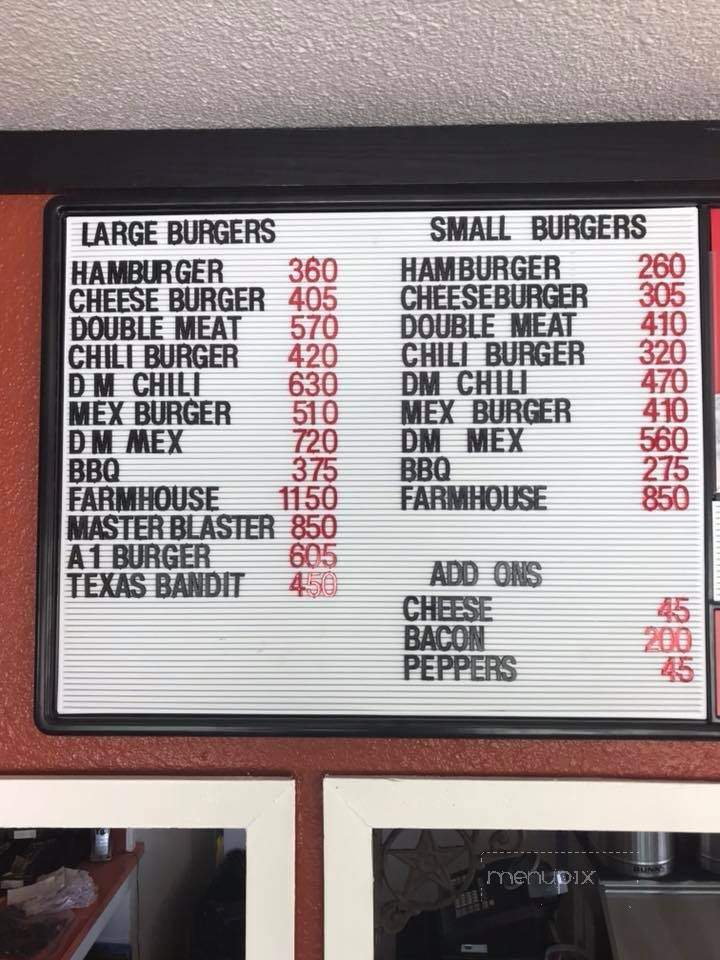 LARGE BURGERS
HAMBURGER 360
CHEESE BURGER 405
DOUBLE MEAT 570
CHILI BURGER 420
D M CHILI 630
MEX BURGER 510
D M MEX 720
BBQ 375
FARMHOUSE 1150
MASTER BLASTER 850
A1 BURGER 605
TEXAS BANDIT 450
SMALL BURGERS
HAMBURGER 260
CHEESEBURGER 305
DOUBLE MEAT 410
CHILI BURGER 320
DM CHILI 470
MEX BURGER 410
DM MEX 560
BBQ 275
FARMHOUSE 850
ADD ONS
CHEESE 45
BACON 200
PEPPERS 45
BUNN
menupix